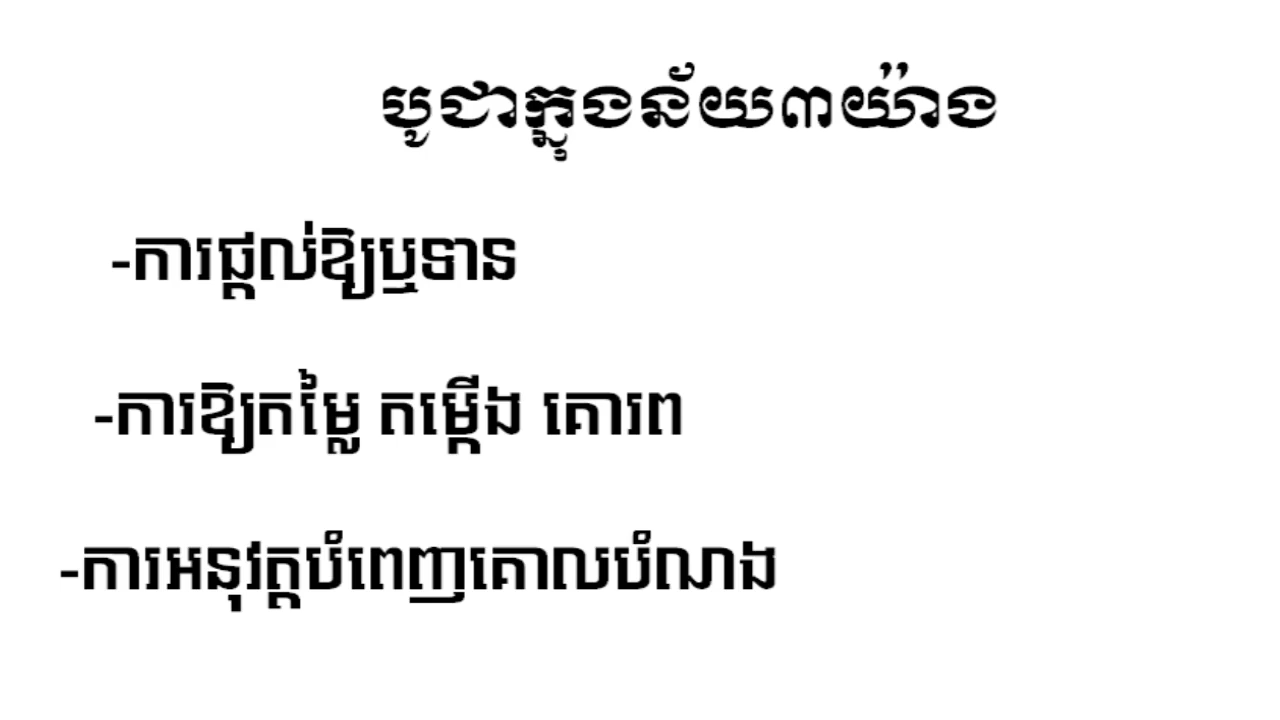 បូជាក្នុងន័យ៣យ៉ាង
-ការផ្តល់ឱ្យឬទាន
-ការឱ្យតម្លៃ តម្កើង គោរព
-ការអនុវត្តបំពេញគោលបំណង